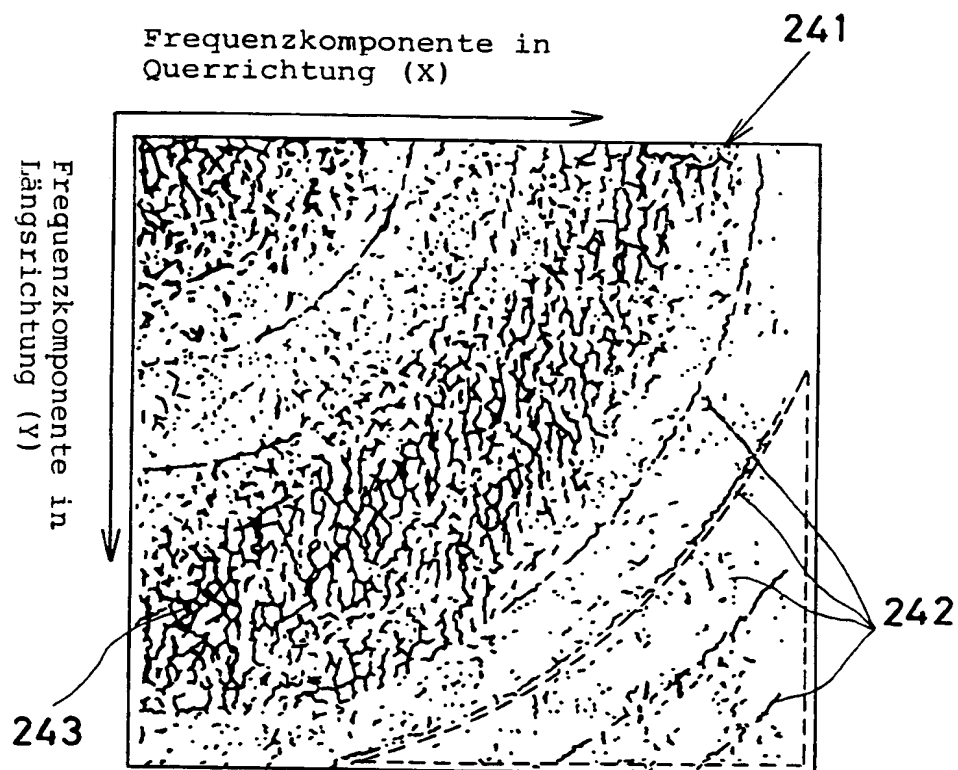 241
Frequenzkomponente in
Querrichtung (X)
Frequenzkomponente in
Längsrichtung (Y)
242
243